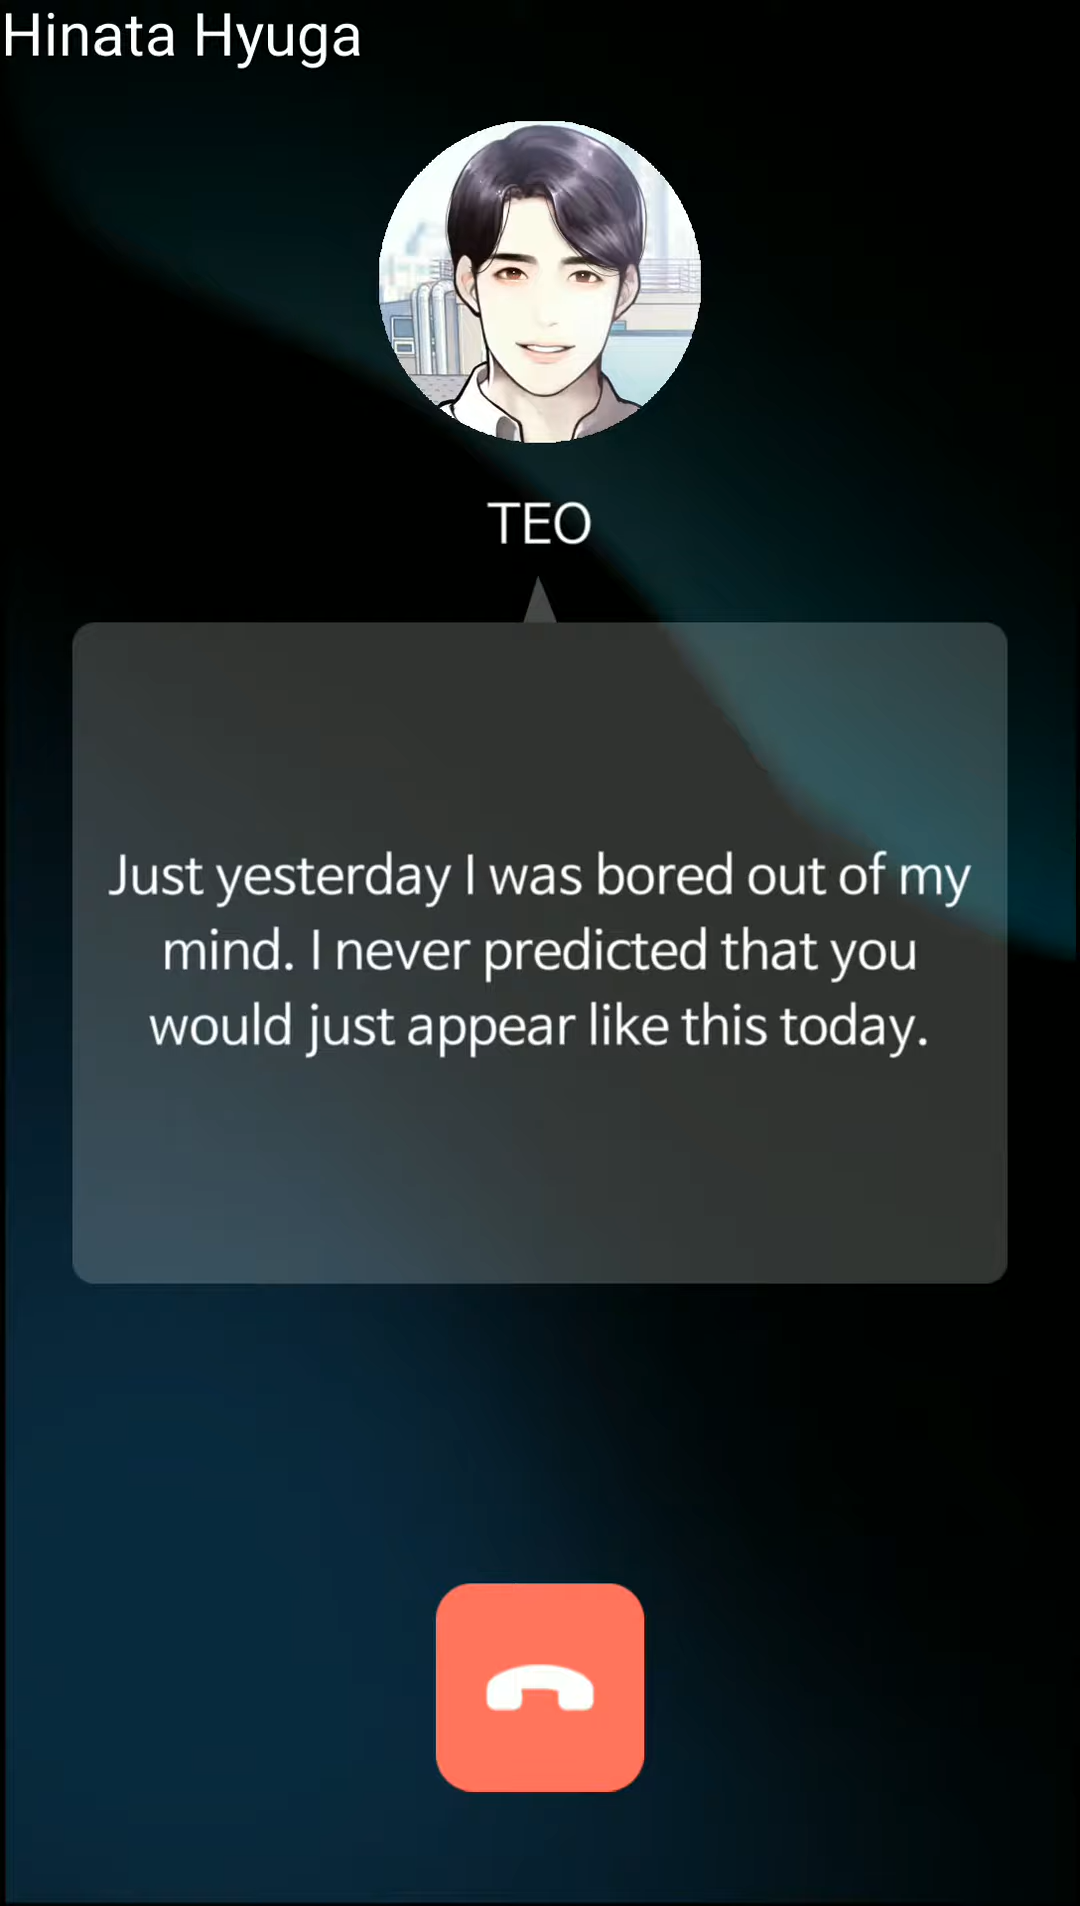 Hinata Hyuga
TEO
Just yesterday I was bored out of my
mind. I never predicted that you
would just appear like this today.